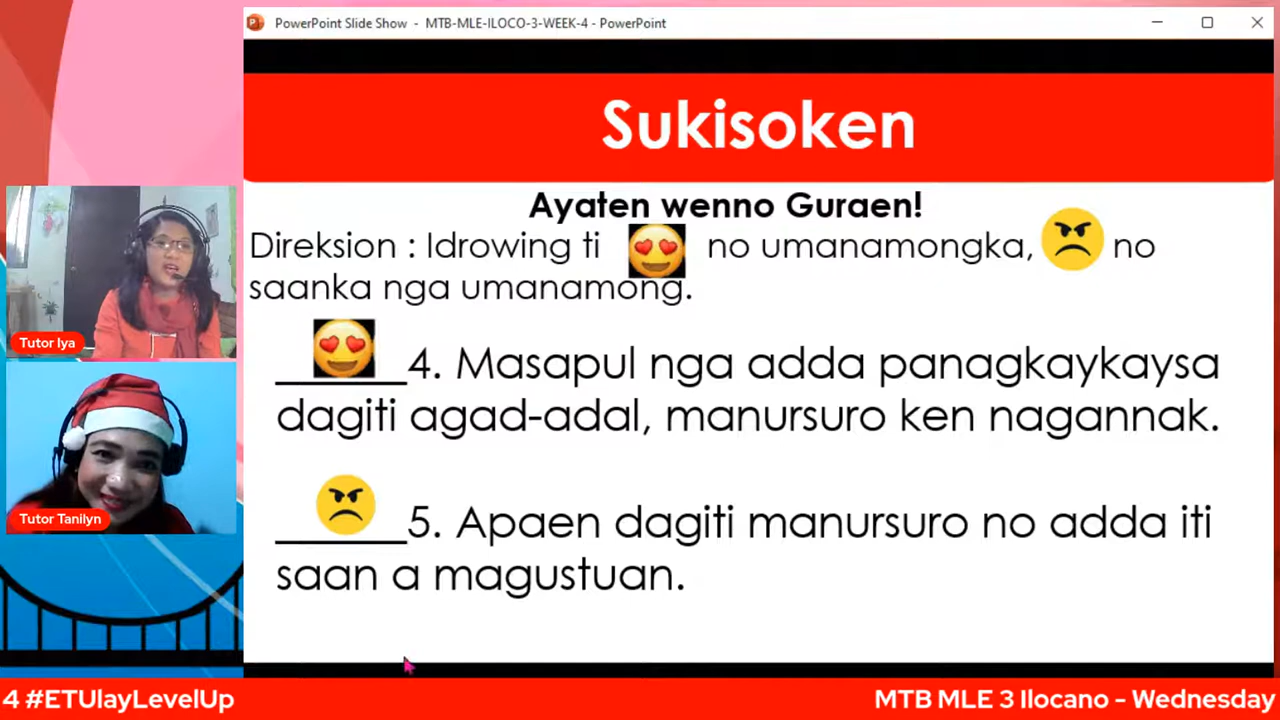 PowerPoint Slide Show - MTB-MLE-ILOCO-3-WEEK-4 - PowerPoint
Sukisoken
Ayaten wenno Guraen!
Direksion : Idrowing ti no umanamongka, no
saanka nga umanamong.
______4. Masapul nga adda panagkaykaysa
dagiti agad-adal, manursuro ken nagannak.
______5. Apaen dagiti manursuro no adda iti
saan a magustuan.
Tutor Iya
Tutor Tanilyn
4 #ETUlayLevelUp
MTB MLE 3 Ilocano - Wednesday